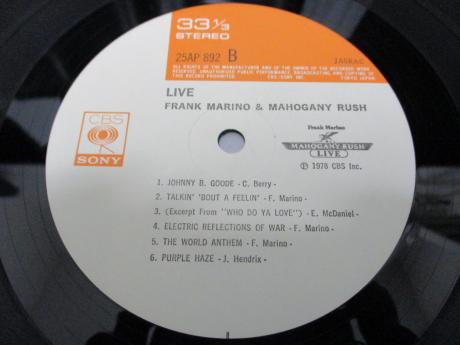 33 1/3
STEREO
25AP 892 B
JASRAC
ALL RIGHTS OF THE MANUFACTURER AND OF THE OWNER OF THE RECORDED WORK
RESERVED. UNAUTHORIZED PUBLIC PERFORMANCE, BROADCASTING AND COPYING OF
THIS RECORD PROHIBITED CBS/SONY INC. TOKYO JAPAN
LIVE
FRANK MARINO & MAHOGANY RUSH
CBS
SONY
Frank Marino
MAHOGANY RUSH
LIVE
Ⓟ 1978 CBS Inc.
1. JOHNNY B. GOODE - C. Berry -
2. TALKIN' 'BOUT A FEELIN' - F. Marino -
3. (Excerpt From "WHO DO YA LOVE") - E. McDaniel -
4. ELECTRIC REFLECTIONS OF WAR - F. Marino -
5. THE WORLD ANTHEM - F. Marino -
6. PURPLE HAZE - J. Hendrix -